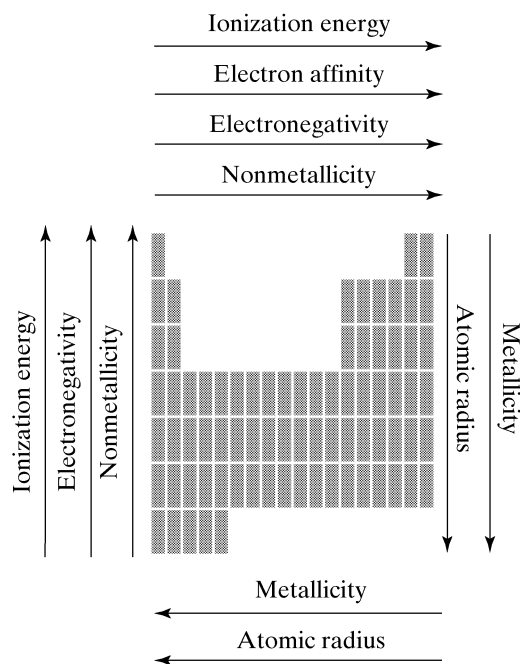 Ionization energy
Electron affinity
Electronegativity
Nonmetallicity
Ionization energy
Electronegativity
Nonmetallicity
Atomic radius
Metallicity
Metallicity
Atomic radius